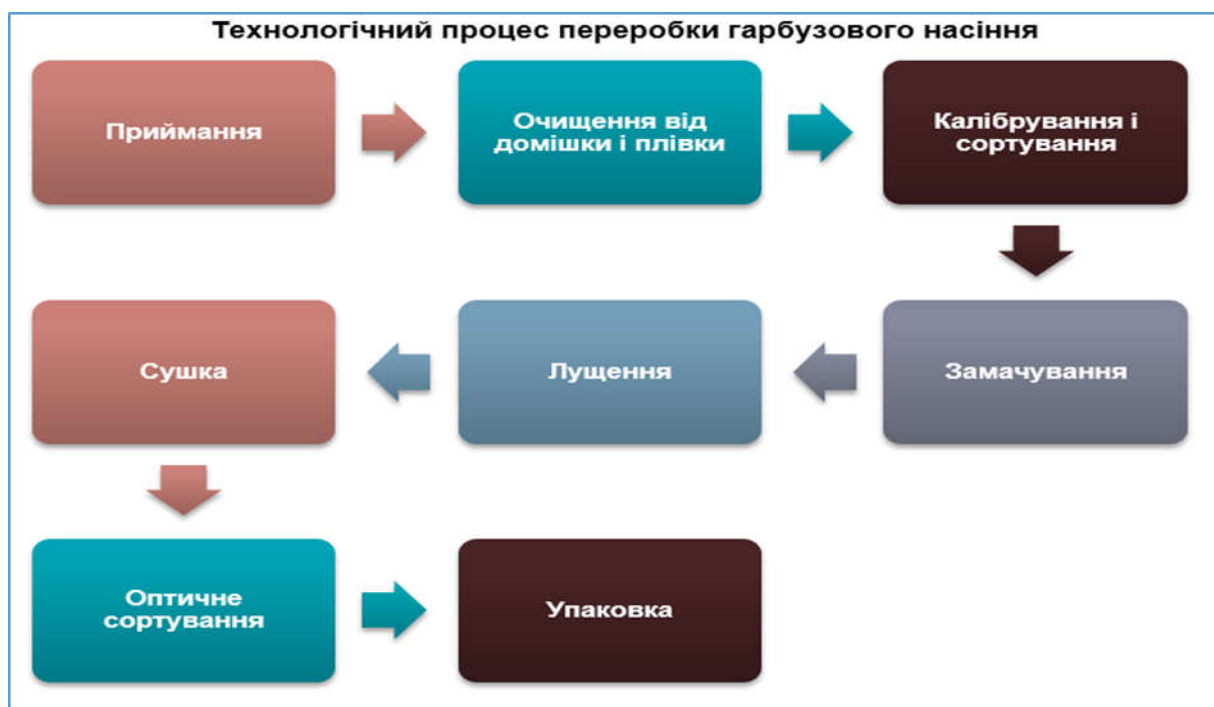 Технологічний процес переробки гарбузового насіння
Приймання
Очищення від
домішки і плівки
Калібрування і
сортування
Замачування
Лущення
Сушка
Оптичне
сортування
Упаковка